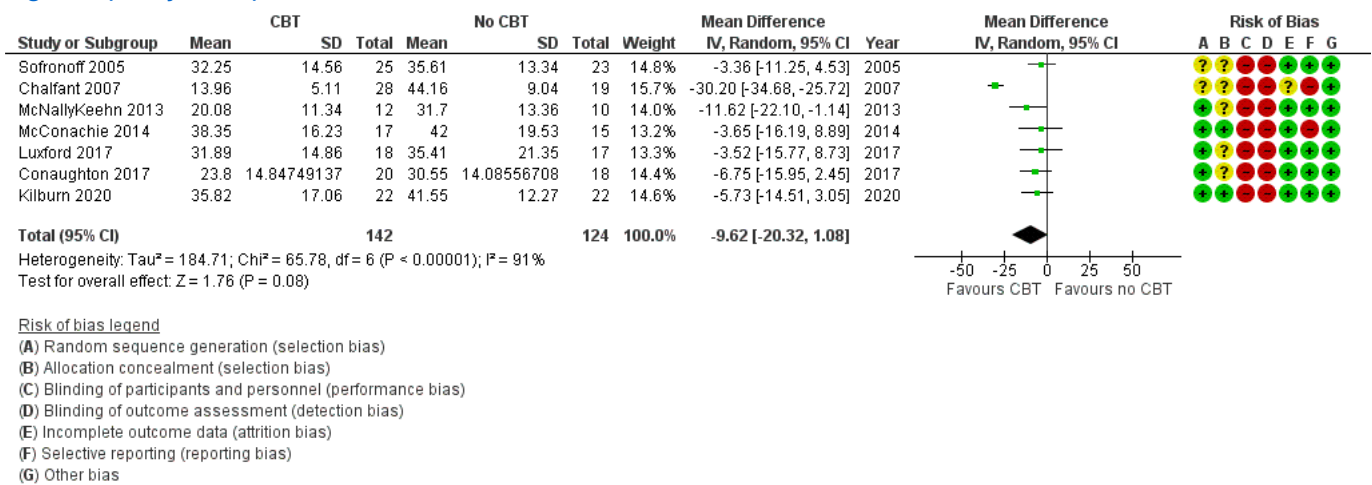 CBT No CBT Mean Difference Mean Difference Risk of Bias
Study or Subgroup Mean SD Total Mean SD Total Weight IV, Random, 95% CI Year IV, Random, 95% CI A B C D E F G
Sofronoff 2005 32.25 14.56 25 35.61 13.34 23 14.8% -3.36 [-11.25, 4.53] 2005 ? ? - - + + +
Chalfant 2007 13.96 5.11 28 44.16 9.04 19 15.7% -30.20 [-34.68, -25.72] 2007 ? ? - - ? - +
McNallyKeehn 2013 20.08 11.34 12 31.7 13.36 10 14.0% -11.62 [-22.10, -1.14] 2013 + ? - - + + +
McConachie 2014 38.35 16.23 17 42 19.53 15 13.2% -3.65 [-16.19, 8.89] 2014 + + - - + - +
Luxford 2017 31.89 14.86 18 35.41 21.35 17 13.3% -3.52 [-15.77, 8.73] 2017 + ? - - + + +
Conaughton 2017 23.8 14.84749137 20 30.55 14.08556708 18 14.4% -6.75 [-15.95, 2.45] 2017 + ? - - + + +
Kilburn 2020 35.82 17.06 22 41.55 12.27 22 14.6% -5.73 [-14.51, 3.05] 2020 + + - - + + +
Total (95% CI) 142 124 100.0% -9.62 [-20.32, 1.08]
Heterogeneity: Tau² = 184.71; Chi² = 65.78, df = 6 (P < 0.00001); I² = 91%
Test for overall effect: Z = 1.76 (P = 0.08)
-50 -25 0 25 50
Favours CBT Favours no CBT
Risk of bias legend
(A) Random sequence generation (selection bias)
(B) Allocation concealment (selection bias)
(C) Blinding of participants and personnel (performance bias)
(D) Blinding of outcome assessment (detection bias)
(E) Incomplete outcome data (attrition bias)
(F) Selective reporting (reporting bias)
(G) Other bias